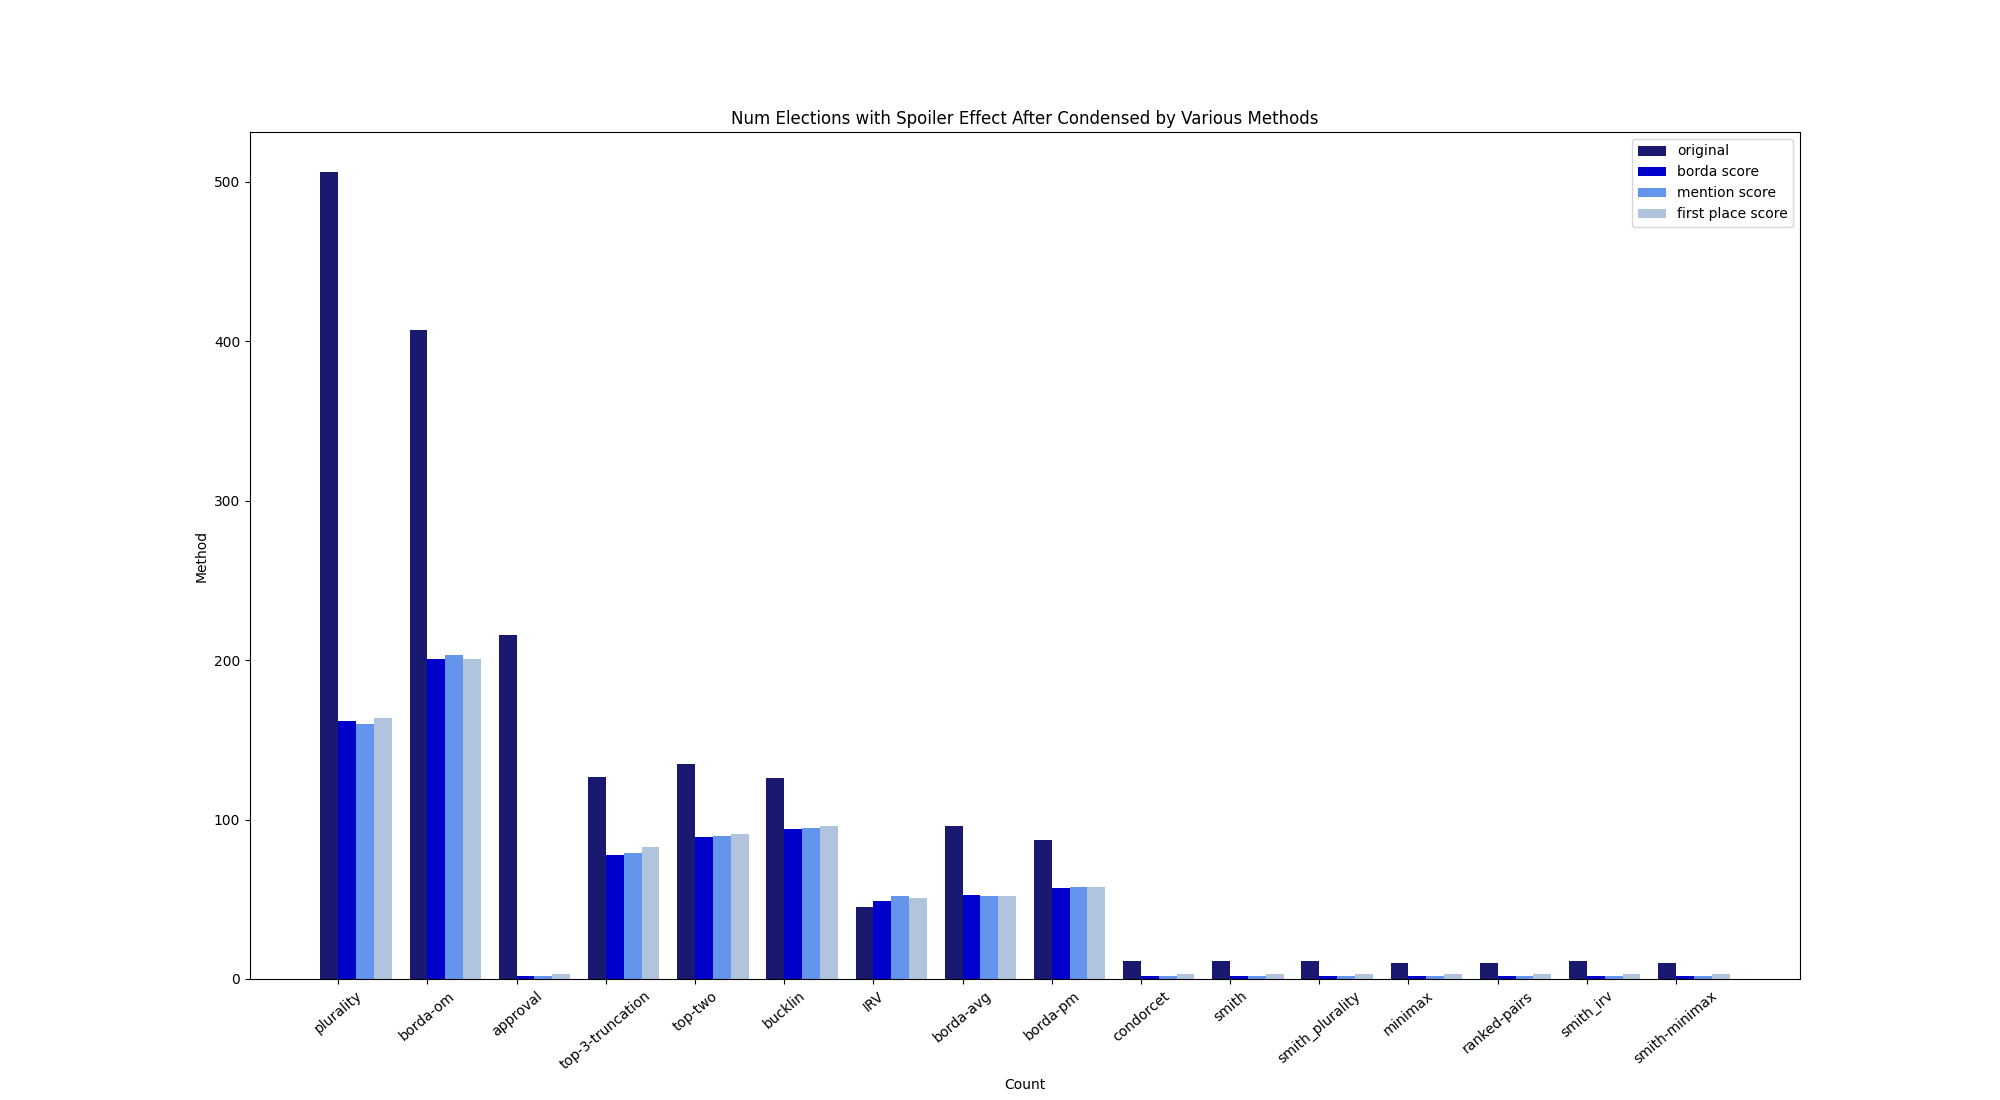 Num Elections with Spoiler Effect After Condensed by Various Methods
original
borda score
mention score
first place score
500
400
300
200
100
0
Method
plurality
borda-om
approval
top-3-truncation
top-two
bucklin
IRV
borda-avg
borda-pm
condorcet
smith
smith_plurality
minimax
ranked-pairs
smith_irv
smith-minimax
Count